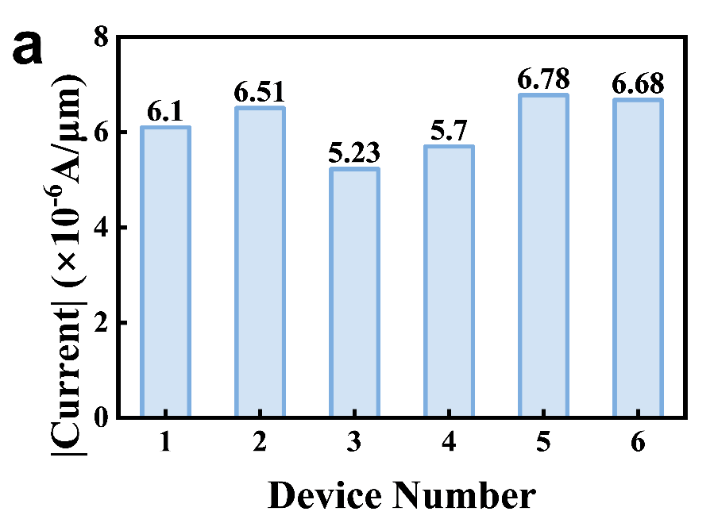 a
|Current| (×10⁻⁶A/μm)
8
6
4
2
0
6.1
6.51
5.23
5.7
6.78
6.68
1 2 3 4 5 6
Device Number